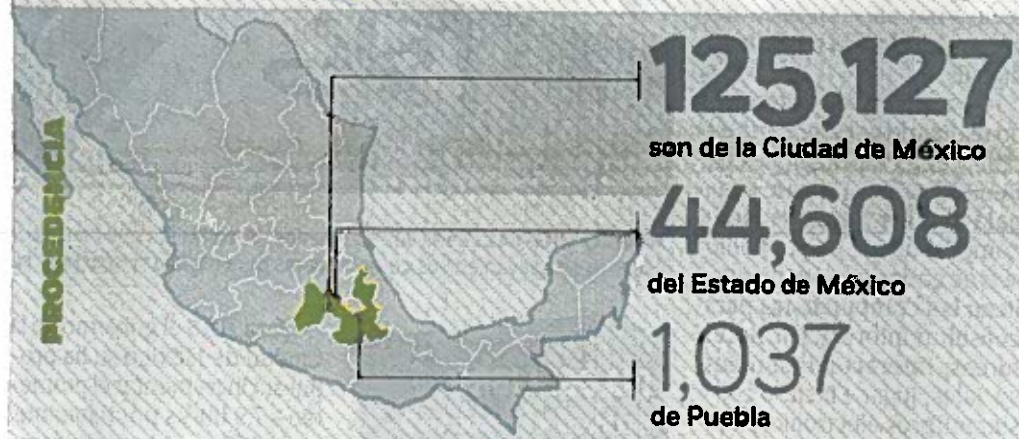 PROCEDENCIA
125,127
son de la Ciudad de México
44,608
del Estado de México
1,037
de Puebla